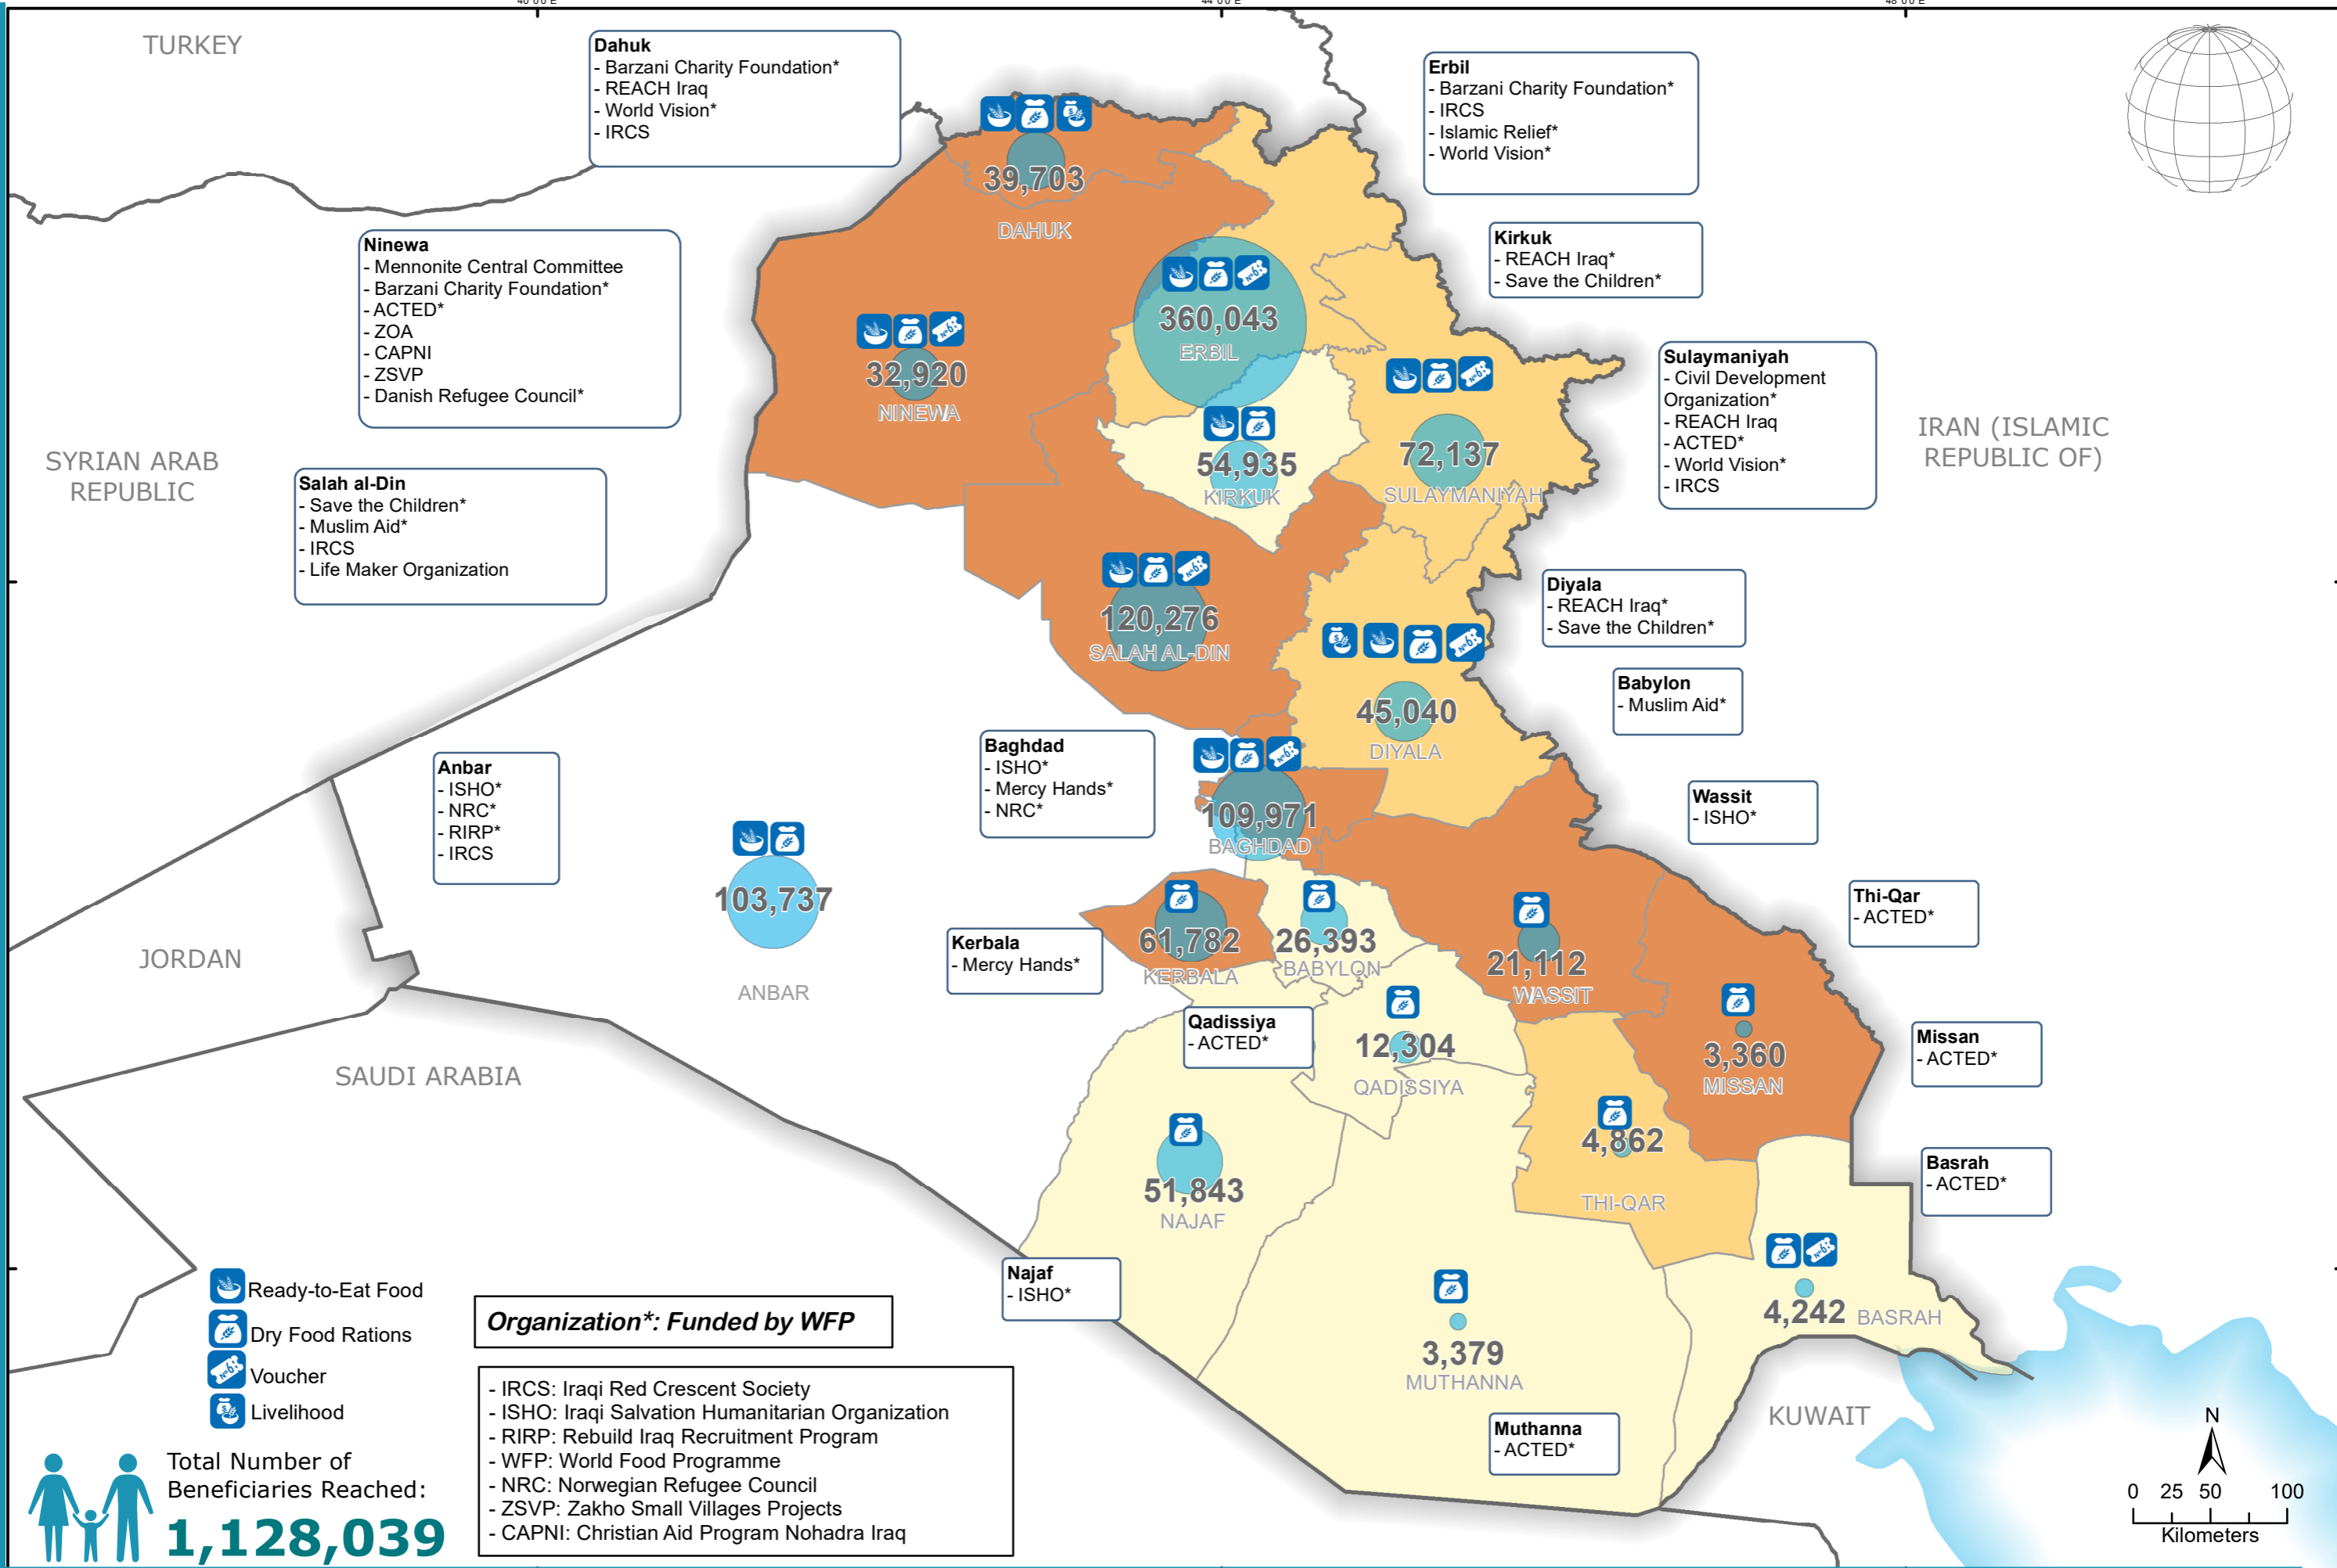 40°0'0"E
44°0'0"E
48°0'0"E
TURKEY
Dahuk
- Barzani Charity Foundation*
- REACH Iraq
- World Vision*
- IRCS
Erbil
- Barzani Charity Foundation*
- IRCS
- Islamic Relief*
- World Vision*
39,703
DAHUK
Ninewa
- Mennonite Central Committee
- Barzani Charity Foundation*
- ACTED*
- ZOA
- CAPNI
- ZSVP
- Danish Refugee Council*
Kirkuk
- REACH Iraq*
- Save the Children*
360,043
ERBIL
32,920
NINEWA
Sulaymaniyah
- Civil Development
Organization*
- REACH Iraq
- ACTED*
- World Vision*
- IRCS
IRAN (ISLAMIC
REPUBLIC OF)
SYRIAN ARAB
REPUBLIC
54,935
KIRKUK
72,137
SULAYMANIYAH
Salah al-Din
- Save the Children*
- Muslim Aid*
- IRCS
- Life Maker Organization
120,276
SALAH AL-DIN
Diyala
- REACH Iraq*
- Save the Children*
45,040
DIYALA
Babylon
- Muslim Aid*
Anbar
- ISHO*
- NRC*
- RIRP*
- IRCS
Baghdad
- ISHO*
- Mercy Hands*
- NRC*
109,971
BAGHDAD
Wassit
- ISHO*
103,737
ANBAR
Thi-Qar
- ACTED*
JORDAN
Kerbala
- Mercy Hands*
61,782
KERBALA
26,393
BABYLON
21,112
WASSIT
Qadissiya
- ACTED*
12,304
QADISSIYA
3,360
MISSAN
Missan
- ACTED*
SAUDI ARABIA
4,862
THI-QAR
Basrah
- ACTED*
51,843
NAJAF
Najaf
- ISHO*
4,242
BASRAH
3,379
MUTHANNA
Muthanna
- ACTED*
KUWAIT
Ready-to-Eat Food
Dry Food Rations
Voucher
Livelihood
Organization*: Funded by WFP
- IRCS: Iraqi Red Crescent Society
- ISHO: Iraqi Salvation Humanitarian Organization
- RIRP: Rebuild Iraq Recruitment Program
- WFP: World Food Programme
- NRC: Norwegian Refugee Council
- ZSVP: Zakho Small Villages Projects
- CAPNI: Christian Aid Program Nohadra Iraq
Total Number of
Beneficiaries Reached:
1,128,039
N
0 25 50 100
Kilometers